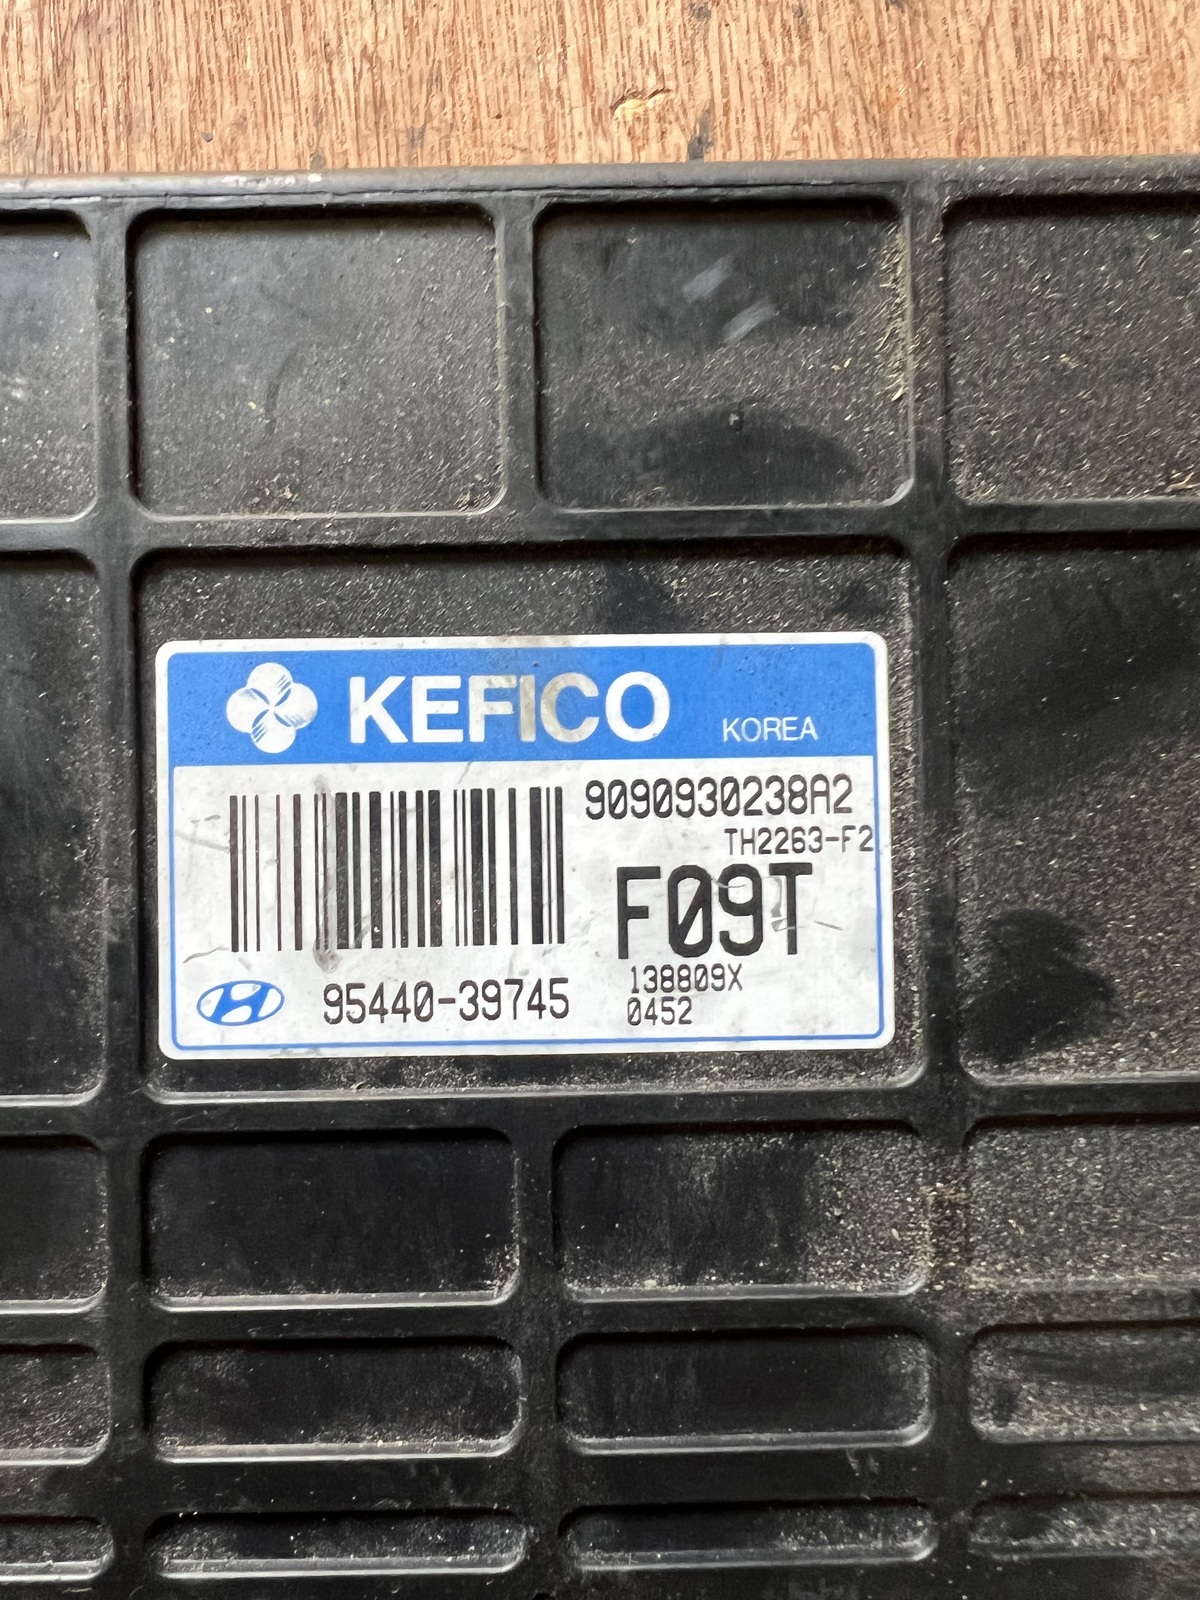 KEFICO KOREA
9090930238A2
TH2263-F2
F09T
138809X
95440-39745
0452